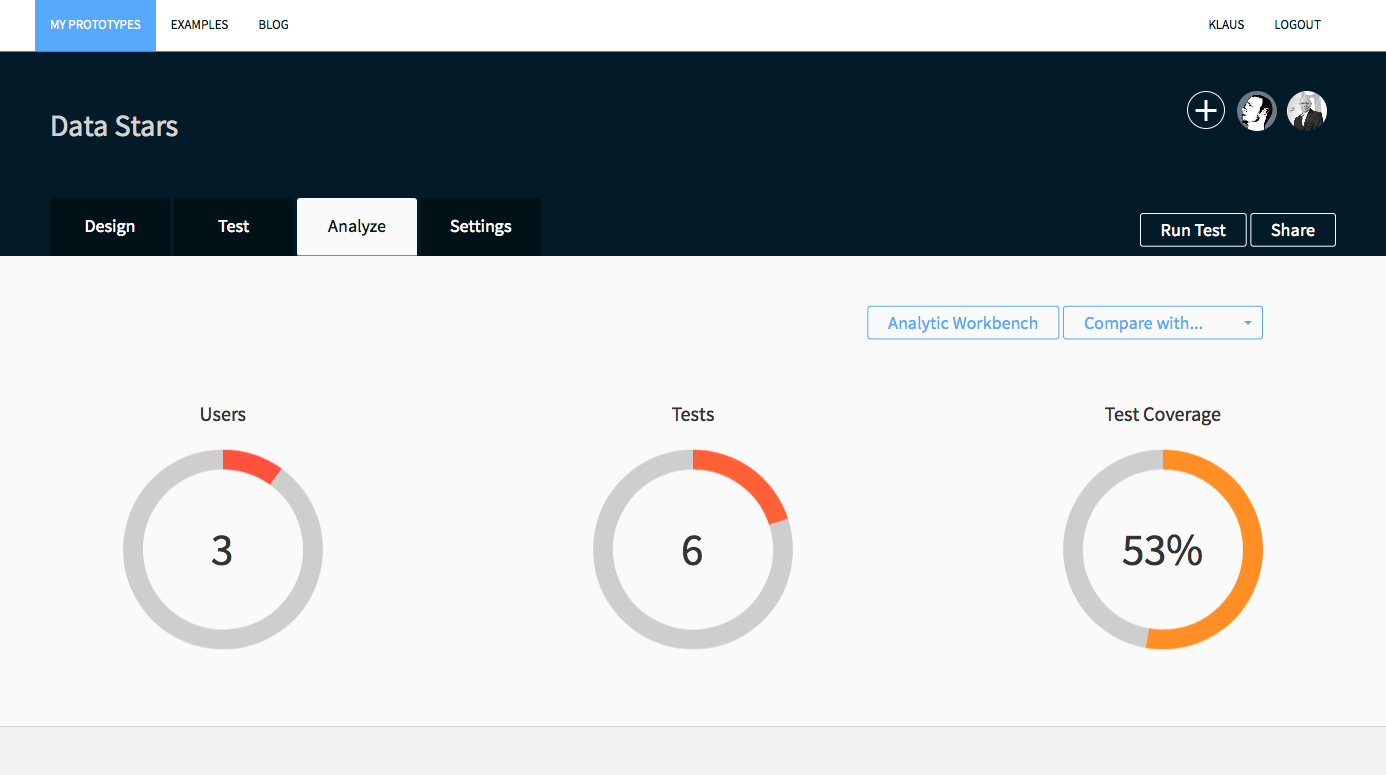 MY PROTOTYPES EXAMPLES BLOG KLAUS LOGOUT
Data Stars
Design Test Analyze Settings Run Test Share
Analytic Workbench Compare with...
Users Tests Test Coverage
3 6 53%